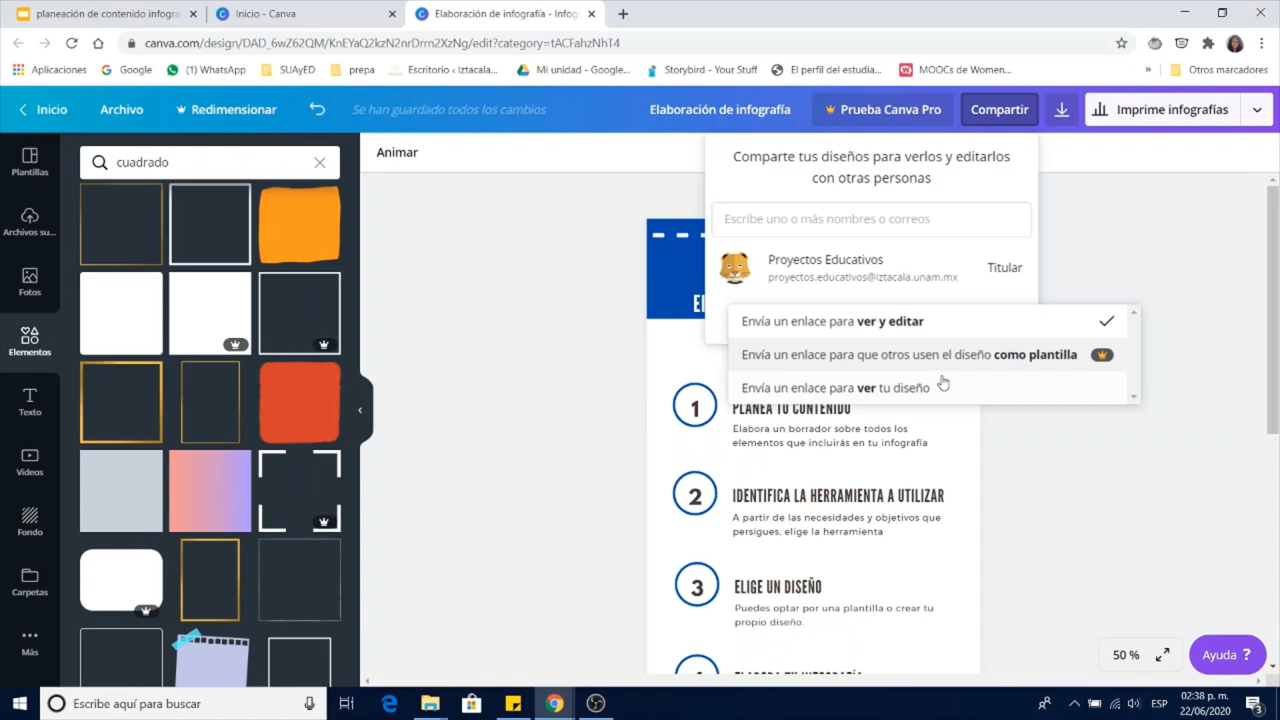 planeación de contenido infogra
Inicio - Canva
Elaboración de infografía - Infog
canva.com/design/DAD_6wZ62QM/KnEYaQ2kzN2nrDrrn2XzNg/edit?category=tACFahzNhT4
Aplicaciones
Google
(1) WhatsApp
SUAyED
prepa
Escritorio (Iztacala...
Mi unidad - Google...
Storybird - Your Stuff
El perfil del estudia...
MOOCs de Women...
»
Otros marcadores
Inicio
Archivo
Redimensionar
Se han guardado todos los cambios
Elaboración de infografía
Prueba Canva Pro
Compartir
Imprime infografías
Plantillas
Archivos su...
Fotos
Elementos
Texto
Vídeos
Fondo
Carpetas
Más
cuadrado
Animar
Comparte tus diseños para verlos y editarlos
con otras personas
Escribe uno o más nombres o correos
Proyectos Educativos
proyectos.educativos@iztacala.unam.mx
Titular
El
Envía un enlace para ver y editar
Envía un enlace para que otros usen el diseño como plantilla
Envía un enlace para ver tu diseño
1
PLANEA TU CONTENIDO
Elabora un borrador sobre todos los
elementos que incluirás en tu infografía
2
IDENTIFICA LA HERRAMIENTA A UTILIZAR
A partir de las necesidades y objetivos que
persigues, elige la herramienta
3
ELIGE UN DISEÑO
Puedes optar por una plantilla o crear tu
propio diseño.
50 %
Ayuda ?
Escribe aquí para buscar
ESP
02:38 p. m.
22/06/2020
3